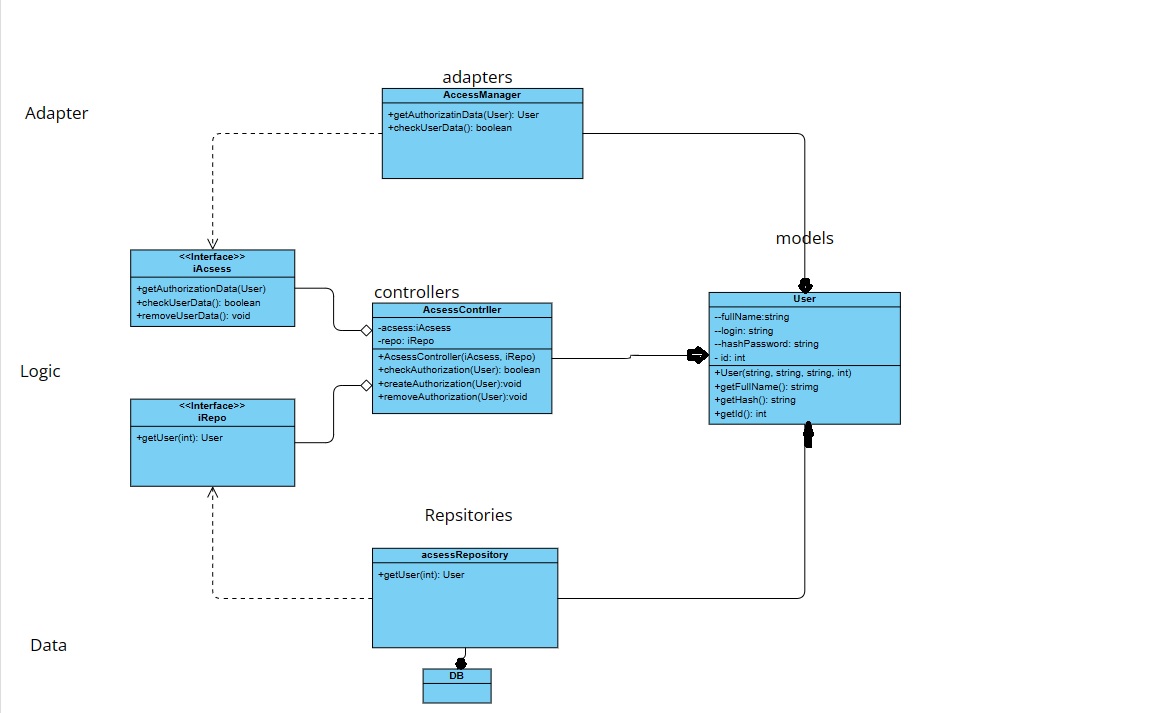 adapters
Adapter
AccessManager
+getAuthorizatinData(User): User
+checkUserData(): boolean
models
<<Interface>>
iAcsess
+getAuthorizationData(User)
+checkUserData(): boolean
+removeUserData(): void
controllers
AcsessContrller
-acsess:iAcsess
-repo: iRepo
+AcsessController(iAcsess, iRepo)
+checkAuthorization(User): boolean
+createAuthorization(User):void
+removeAuthorization(User):void
User
--fullName:string
--login: string
--hashPassword: string
- id: int
+User(string, string, string, int)
+getFullName(): strimg
+getHash(): string
+getId(): int
Logic
<<Interface>>
iRepo
+getUser(int): User
Repsitories
acsessRepository
+getUser(int): User
Data
DB